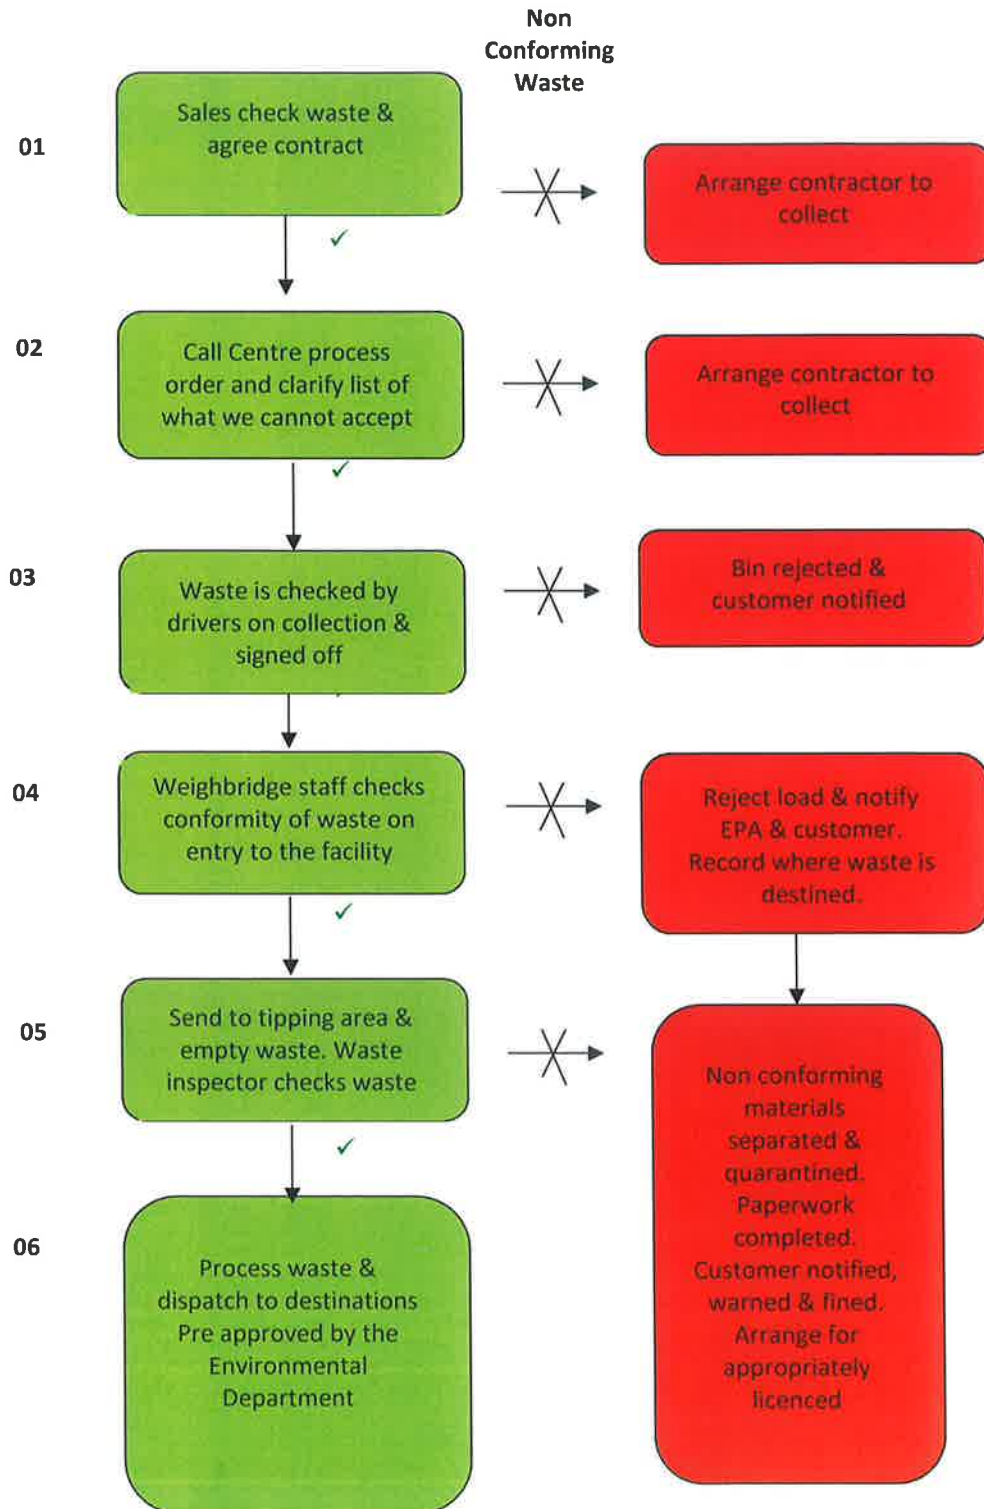 Non
Conforming
Waste
01
Sales check waste &
agree contract
Arrange contractor to
collect
✓
02
Call Centre process
order and clarify list of
what we cannot accept
Arrange contractor to
collect
✓
03
Waste is checked by
drivers on collection &
signed off
Bin rejected &
customer notified
04
Weighbridge staff checks
conformity of waste on
entry to the facility
Reject load & notify
EPA & customer.
Record where waste is
destined.
✓
05
Send to tipping area &
empty waste. Waste
inspector checks waste
Non conforming
materials
separated &
quarantined.
Paperwork
completed.
Customer notified,
warned & fined.
Arrange for
appropriately
licenced
✓
06
Process waste &
dispatch to destinations
Pre approved by the
Environmental
Department